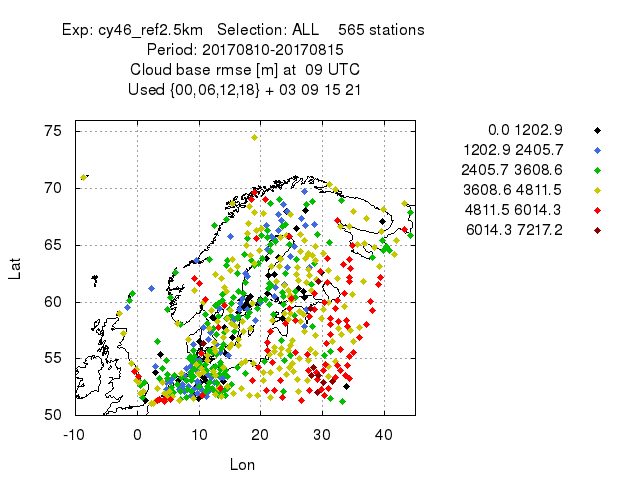 Exp: cy46_ref2.5km Selection: ALL 565 stations
Period: 20170810-20170815
Cloud base rmse [m] at 09 UTC
Used {00,06,12,18} + 03 09 15 21
0.0 1202.9
1202.9 2405.7
2405.7 3608.6
3608.6 4811.5
4811.5 6014.3
6014.3 7217.2
75
70
65
60
55
50
Lat
-10 0 10 20 30 40
Lon